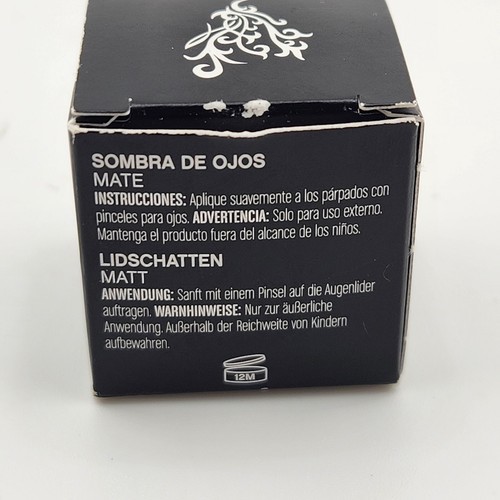 SOMBRA DE OJOS
MATE
INSTRUCCIONES: Aplique suavemente a los párpados con
pinceles para ojos. ADVERTENCIA: Solo para uso externo.
Mantenga el producto fuera del alcance de los niños.
LIDSCHATTEN
MATT
ANWENDUNG: Sanft mit einem Pinsel auf die Augenlider
auftragen. WARNHINWEISE: Nur zur äußerliche
Anwendung. Außerhalb der Reichweite von Kindern
aufbewahren.
12M